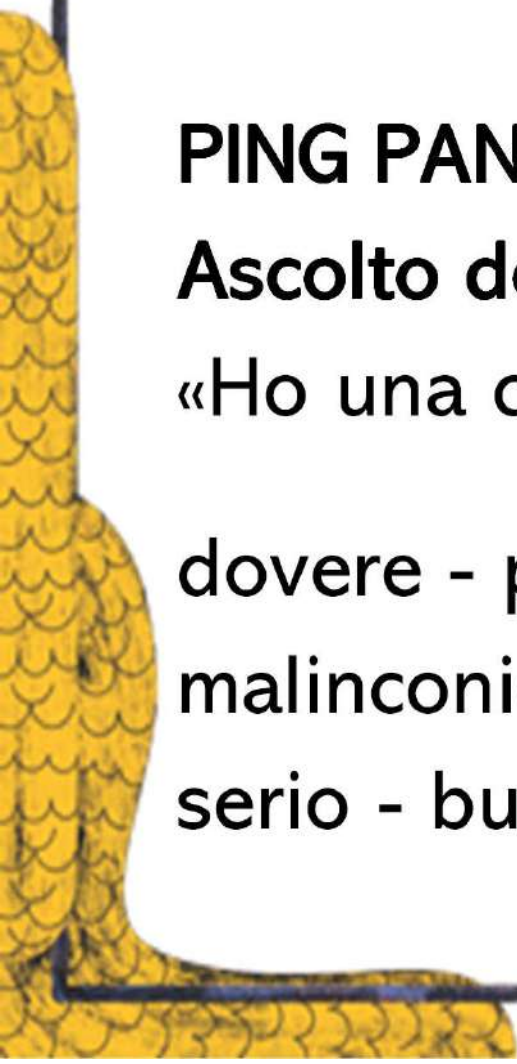 PING PAN
Ascolto d
«Ho una
dovere -
malinconi
serio - bu